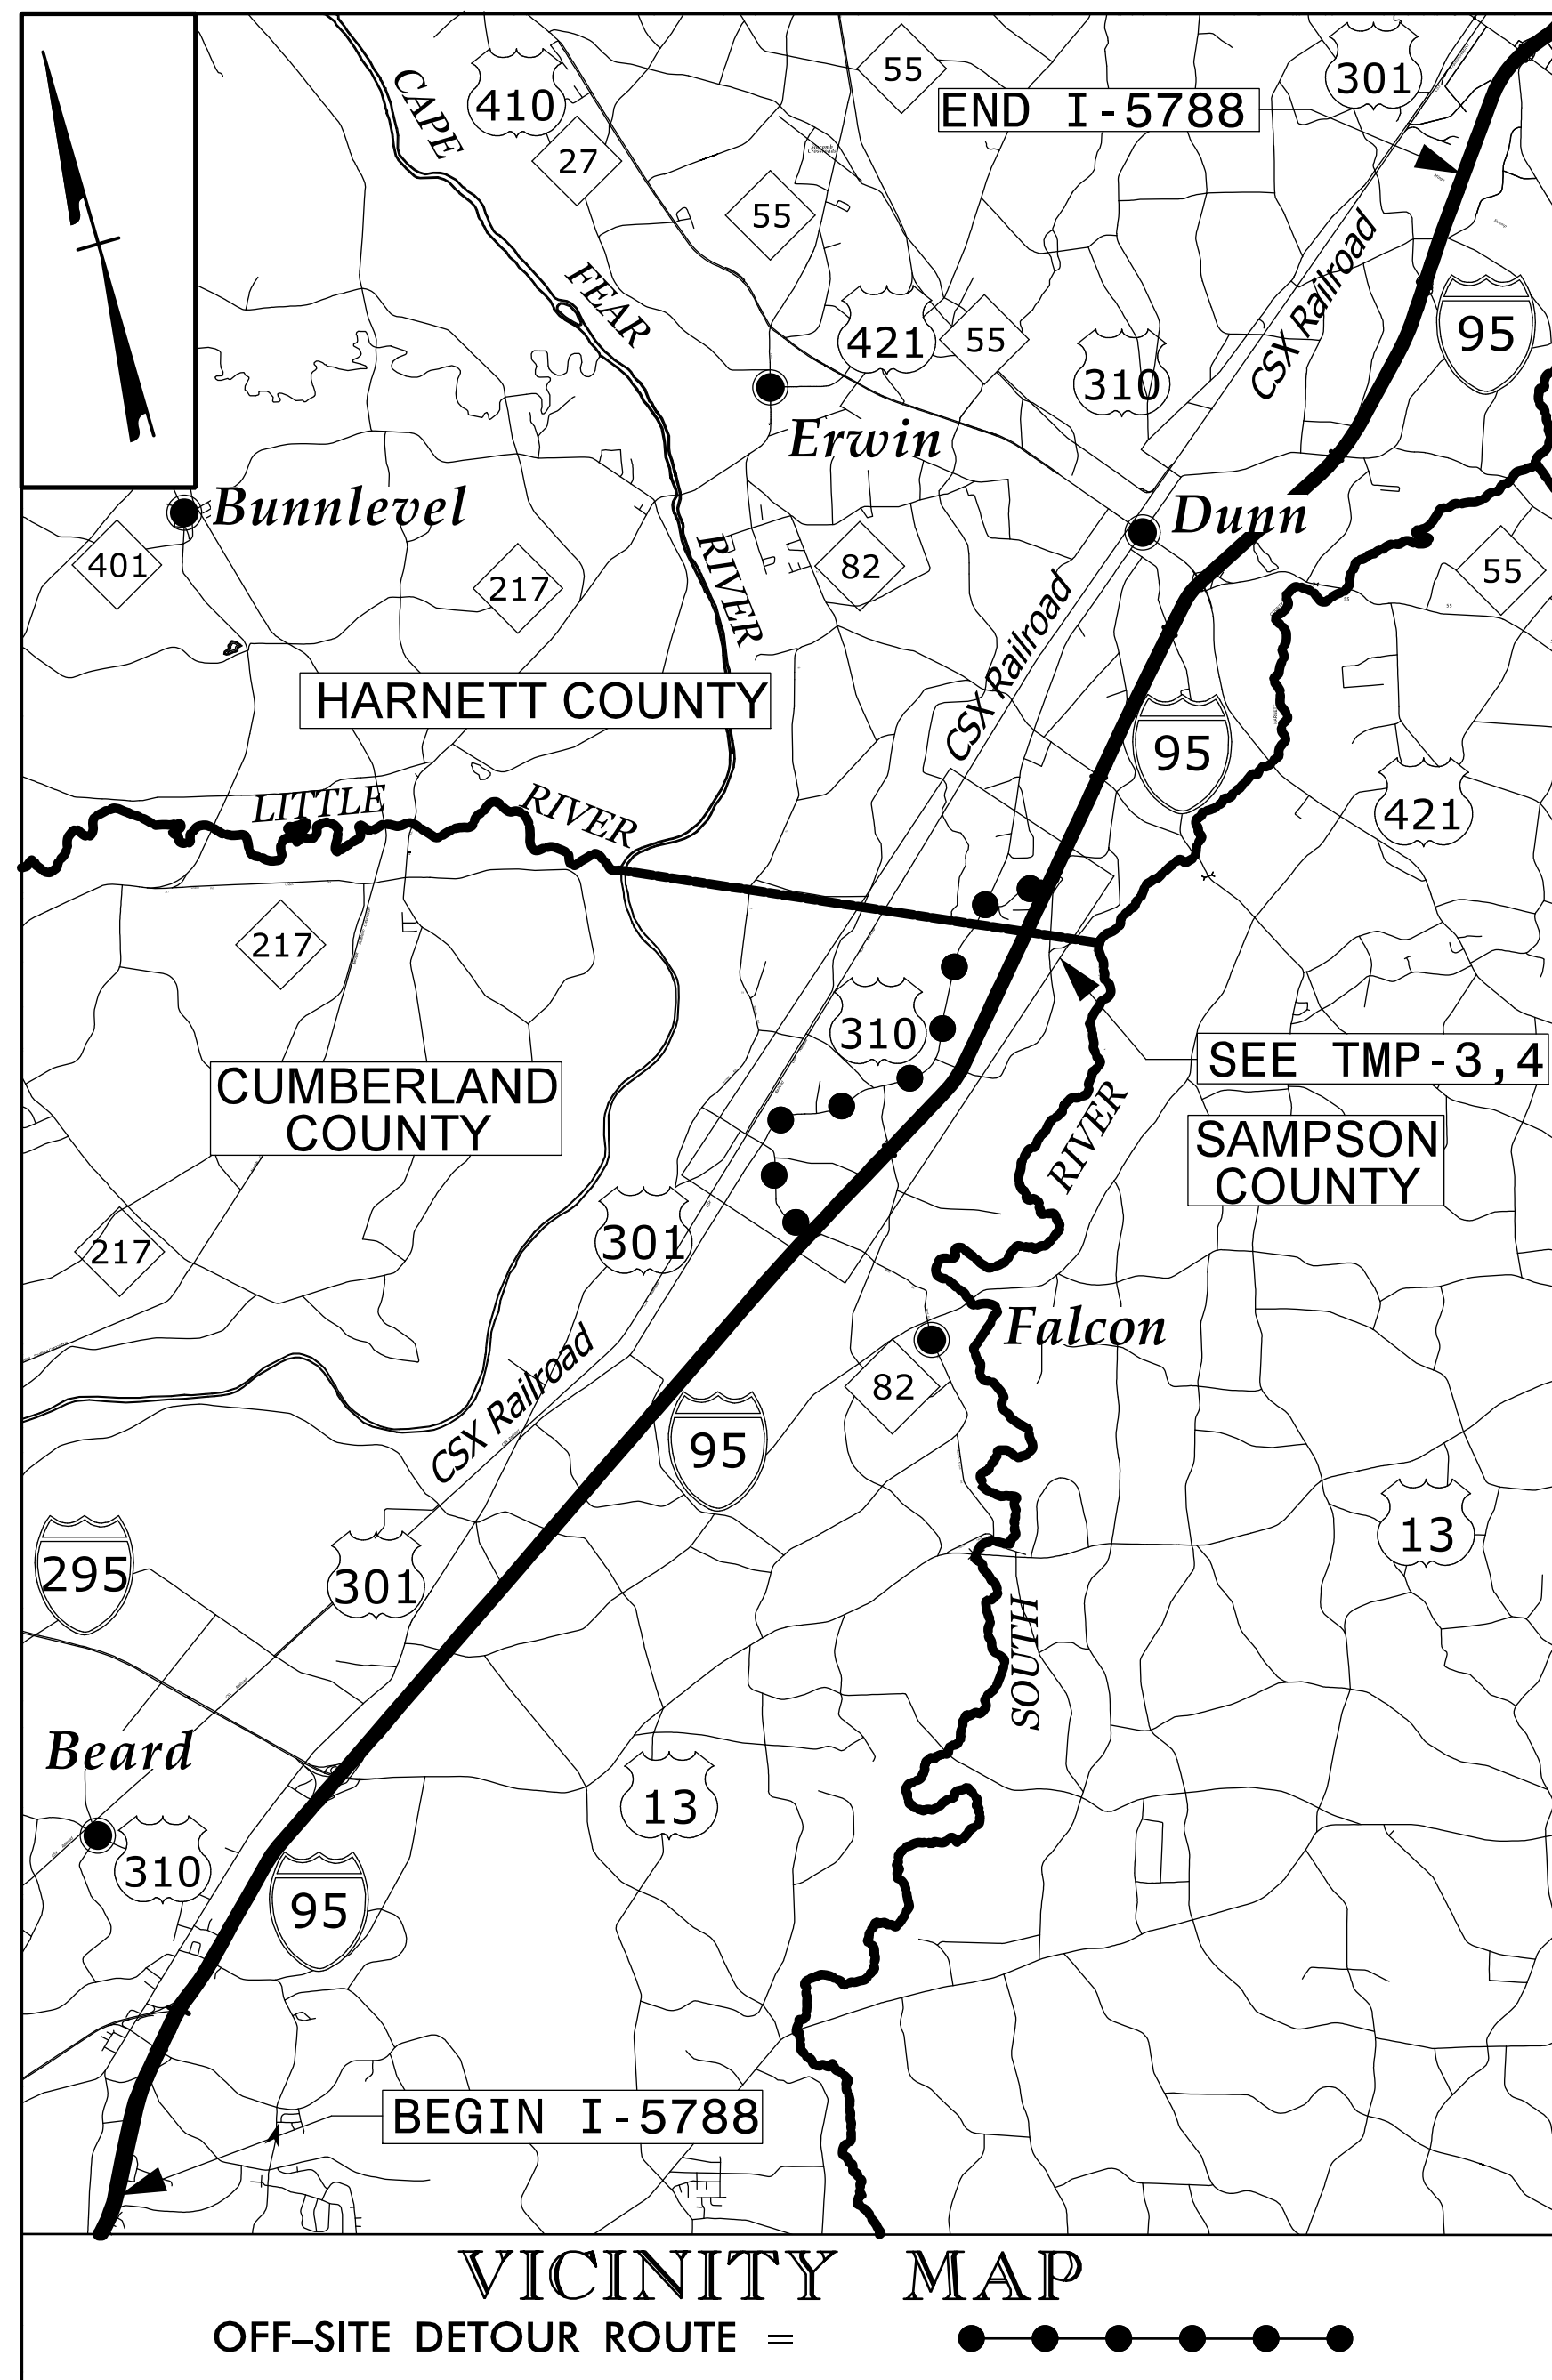 410
CAPE
55
301
END I-5788
27
55
CSX Railroad
FEAR
421
55
310
95
Erwin
Bunnlevel
Dunn
401
217
RIVER
82
55
CSX Railroad
HARNETT COUNTY
95
LITTLE
RIVER
421
217
310
SEE TMP-3,4
CUMBERLAND
COUNTY
RIVER
SAMPSON
COUNTY
217
301
Falcon
CSX Railroad
82
95
295
301
13
SOUTH
Beard
13
310
95
BEGIN I-5788
VICINITY MAP
OFF-SITE DETOUR ROUTE =